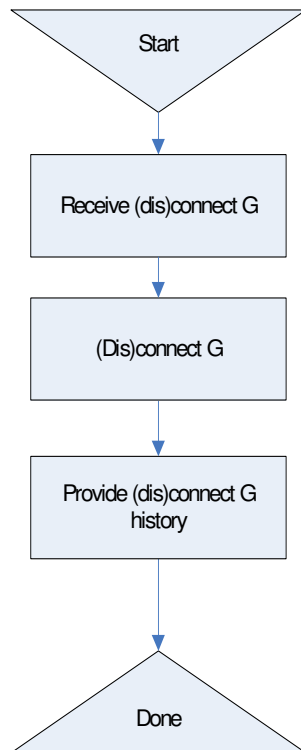 Start
Receive (dis)connect G
(Dis)connect G
Provide (dis)connect G
history
Done